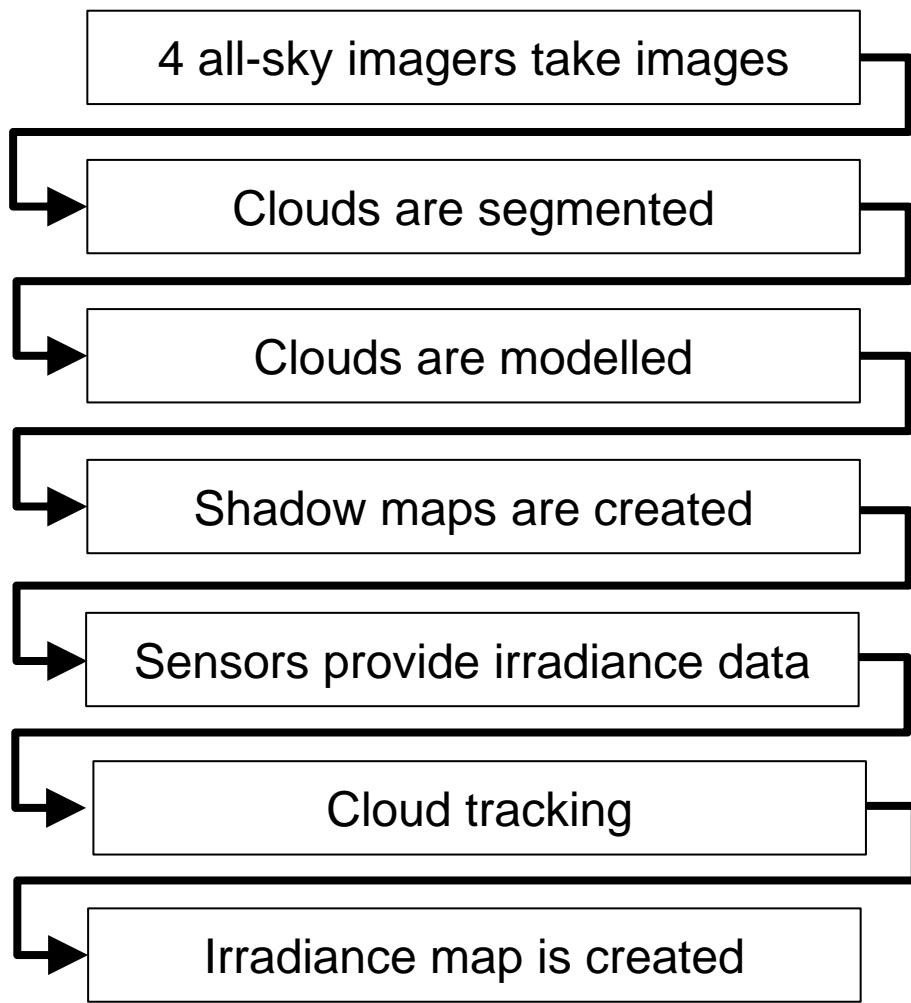 4 all-sky imagers take images
Clouds are segmented
Clouds are modelled
Shadow maps are created
Sensors provide irradiance data
Cloud tracking
Irradiance map is created